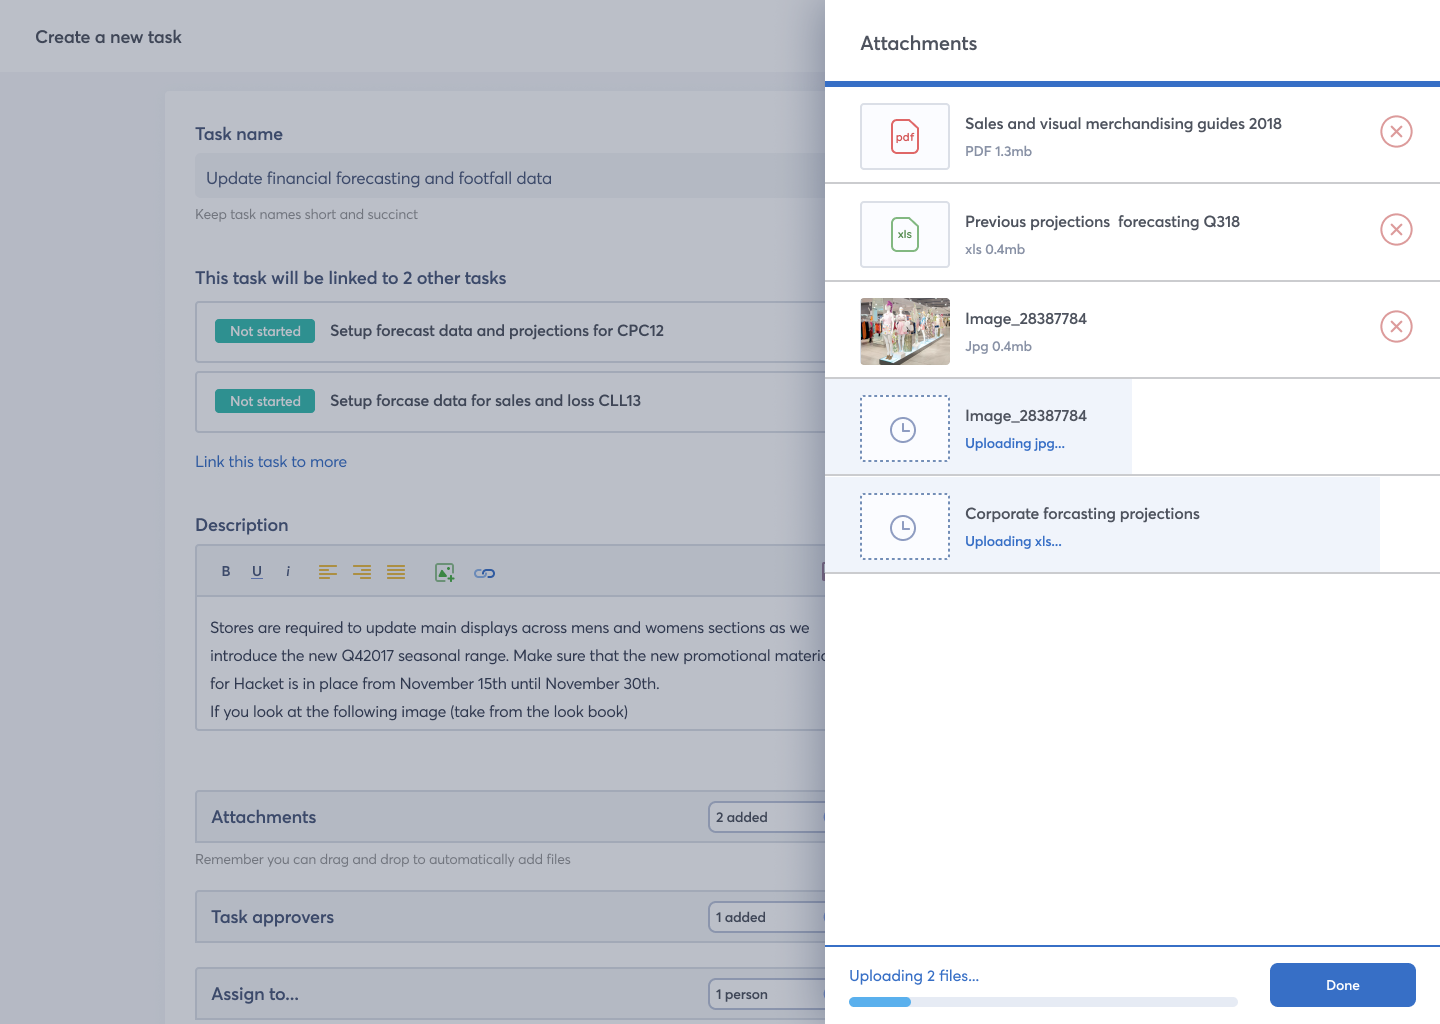 Create a new task
Task name
Update financial forecasting and footfall data
Keep task names short and succinct
This task will be linked to 2 other tasks
Not started Setup forecast data and projections for CPC12
Not started Setup forcase data for sales and loss CLL13
Link this task to more
Description
B U i
Stores are required to update main displays across mens and womens sections as we
introduce the new Q42017 seasonal range. Make sure that the new promotional
for Hacket is in place from November 15th until November 30th.
If you look at the following image (take from the look book)
Attachments 2 added
Remember you can drag and drop to automatically add files
Task approvers 1 added
Assign to... 1 person
Attachments
pdf
Sales and visual merchandising guides 2018
PDF 1.3mb
xls
Previous projections  forecasting Q318
xls 0.4mb
Image_28387784
Jpg 0.4mb
Image_28387784
Uploading jpg...
Corporate forcasting projections
Uploading xls...
Uploading 2 files...
Done